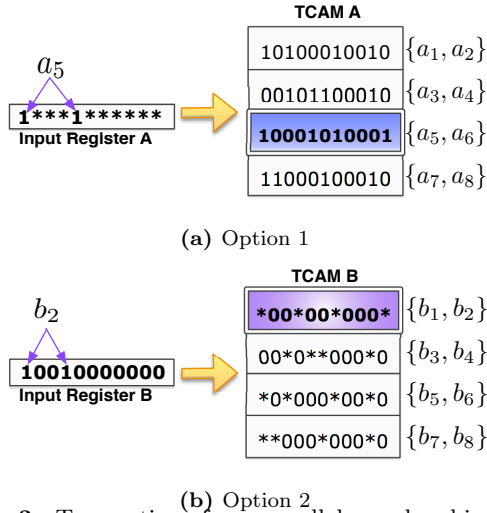 TCAM A
a₅
10100010010 {a₁, a₂}
00101100010 {a₃, a₄}
1***1******
Input Register A
10001010001 {a₅, a₆}
11000100010 {a₇, a₈}
(a) Option 1
TCAM B
b₂
*00*00*000* {b₁, b₂}
00*0**000*0 {b₃, b₄}
10010000000
Input Register B
*0*000*00*0 {b₅, b₆}
**000*000*0 {b₇, b₈}
(b) Option 2